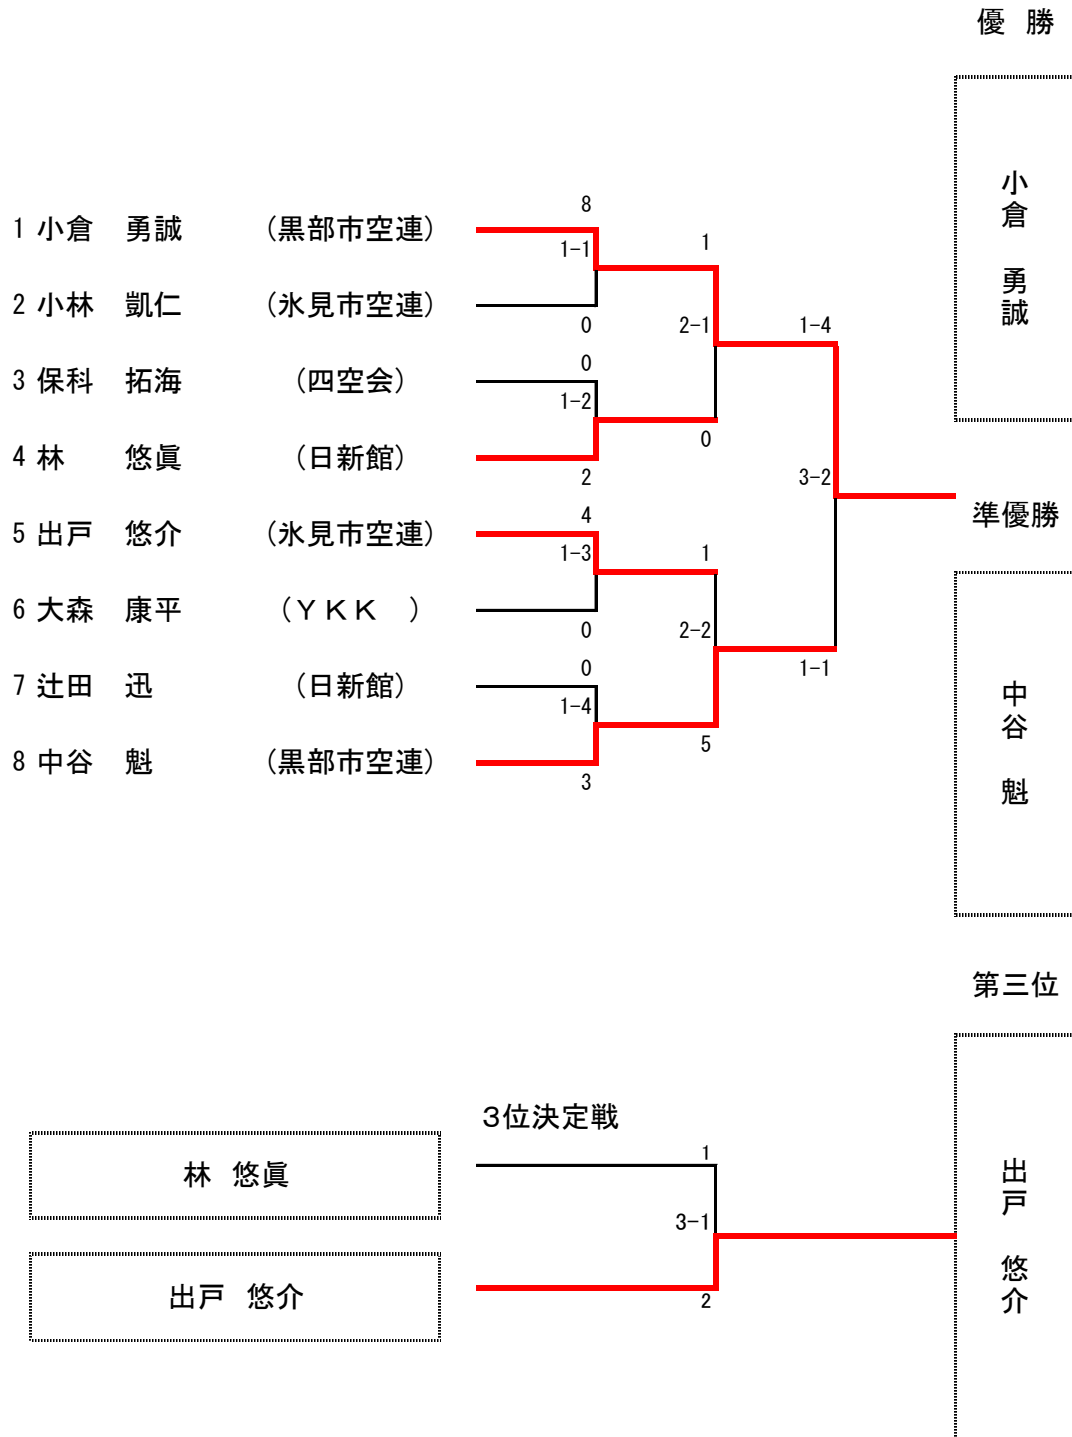 優 勝
小倉 勇誠
8
1 小倉 勇誠 (黒部市空連)
1-1
1
2 小林 凱仁 (氷見市空連)
0
2-1
1-4
0
3 保科 拓海 (四空会)
1-2
0
4 林 悠眞 (日新館)
2
3-2
4
準優勝
5 出戸 悠介 (氷見市空連)
1-3
1
6 大森 康平 (YKK )
0
2-2
0
1-1
7 辻田 迅 (日新館)
1-4
5
8 中谷 魁 (黒部市空連)
3
中谷 魁
第三位
3位決定戦
1
林 悠眞
3-1
出戸 悠介
2
出戸 悠介